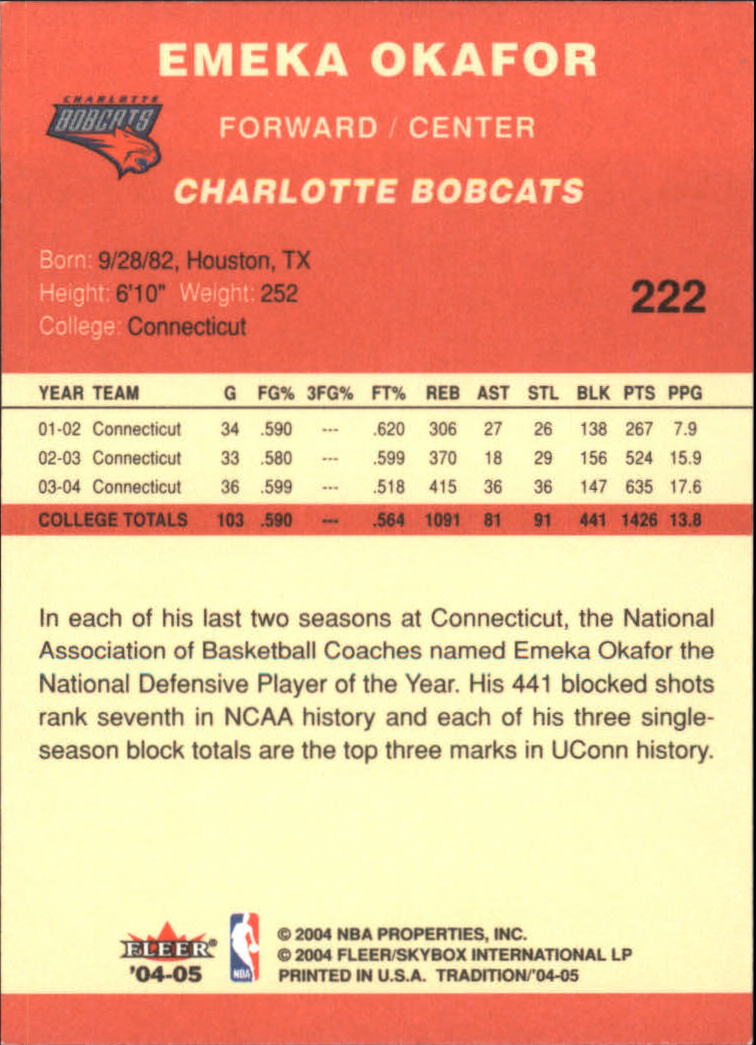 EMEKA OKAFOR
CHARLOTTE
BOBCATS
FORWARD / CENTER
CHARLOTTE BOBCATS
Born: 9/28/82, Houston, TX
Height: 6'10" Weight: 252
222
College: Connecticut
YEAR TEAM G FG% 3FG% FT% REB AST STL BLK PTS PPG
01-02 Connecticut 34 .590 --- .620 306 27 26 138 267 7.9
02-03 Connecticut 33 .580 --- .599 370 18 29 156 524 15.9
03-04 Connecticut 36 .599 --- .518 415 36 36 147 635 17.6
COLLEGE TOTALS 103 .590 --- .564 1091 81 91 441 1426 13.8
In each of his last two seasons at Connecticut, the National
Association of Basketball Coaches named Emeka Okafor the
National Defensive Player of the Year. His 441 blocked shots
rank seventh in NCAA history and each of his three single-
season block totals are the top three marks in UConn history.
FLEER®
'04-05
NBA
© 2004 NBA PROPERTIES, INC.
© 2004 FLEER/SKYBOX INTERNATIONAL LP
PRINTED IN U.S.A. TRADITION/'04-05